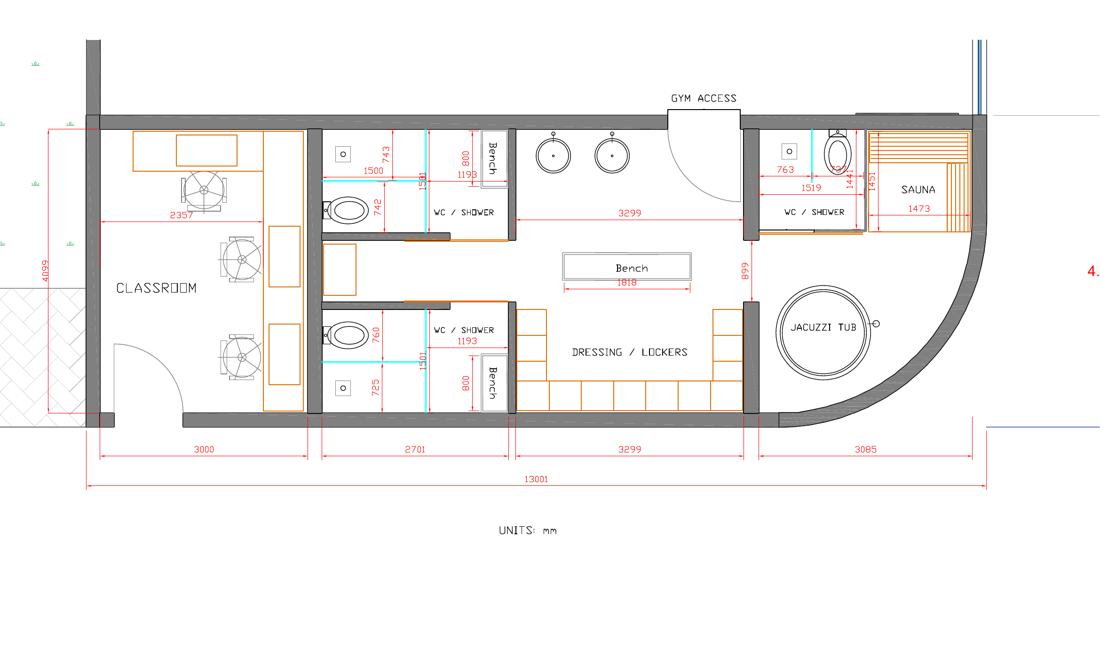 GYM ACCESS
743
800
Bench
1500
1501
1193
742
WC / SHOWER
3299
763
1519
1441
1451
WC / SHOWER
SAUNA
1473
2357
4099
CLASSROOM
Bench
1818
899
4.
JACUZZI TUB
760
WC / SHOWER
1193
1501
725
800
Bench
DRESSING / LOCKERS
3000
2701
3299
3085
13001
UNITS: mm